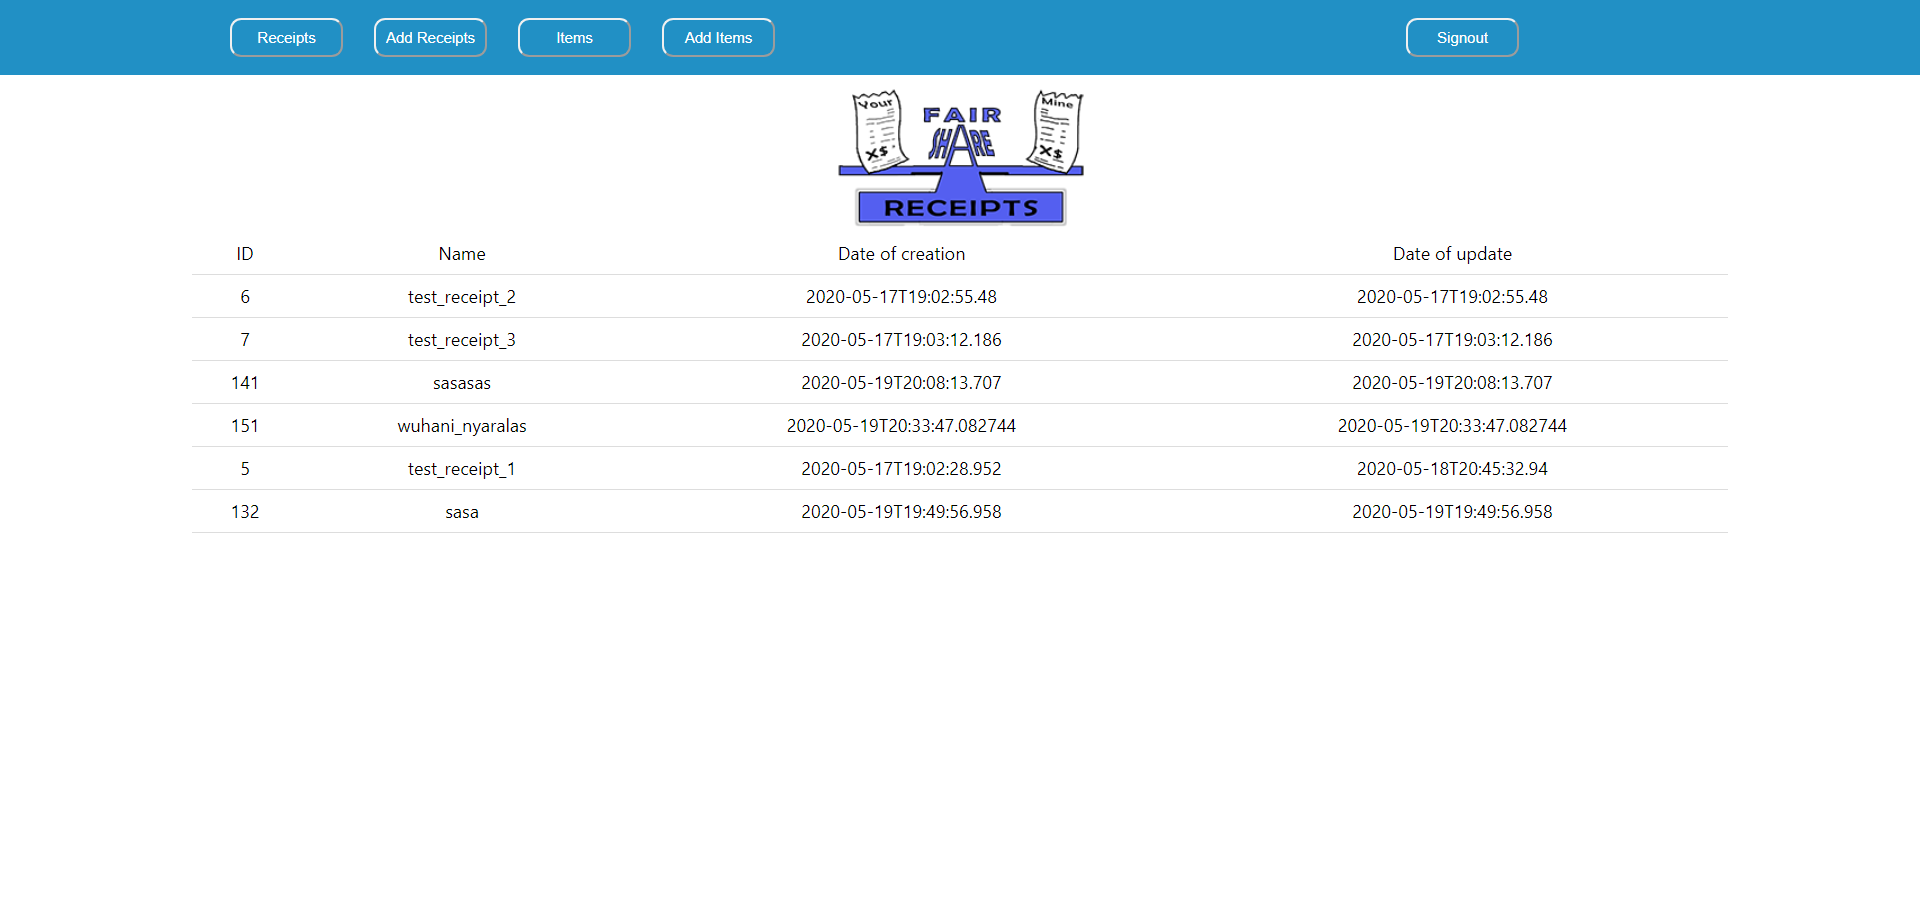 Receipts Add Receipts Items Add Items Signout
Your Mine
FAIR
SHARE
X$ X$
RECEIPTS
ID Name Date of creation Date of update
6 test_receipt_2 2020-05-17T19:02:55.48 2020-05-17T19:02:55.48
7 test_receipt_3 2020-05-17T19:03:12.186 2020-05-17T19:03:12.186
141 sasasas 2020-05-19T20:08:13.707 2020-05-19T20:08:13.707
151 wuhani_nyaralas 2020-05-19T20:33:47.082744 2020-05-19T20:33:47.082744
5 test_receipt_1 2020-05-17T19:02:28.952 2020-05-18T20:45:32.94
132 sasa 2020-05-19T19:49:56.958 2020-05-19T19:49:56.958